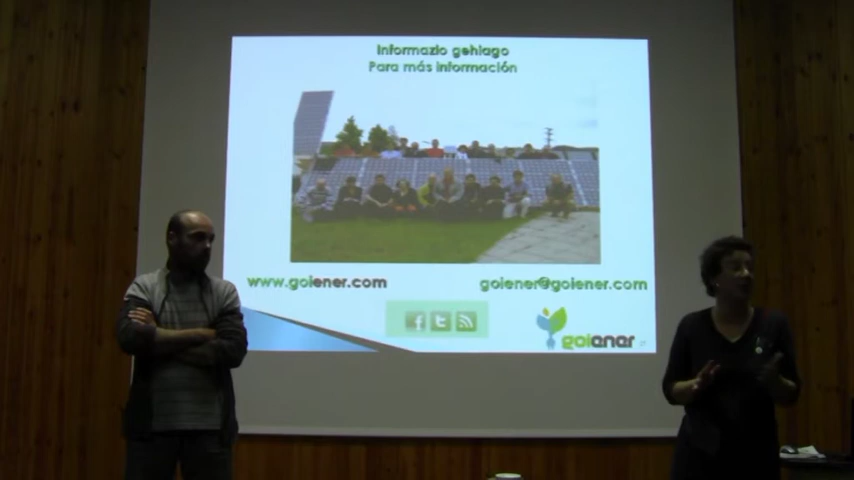 Informazio gehiago
Para más información
www.goiener.com
goiener@goiener.com
goiener